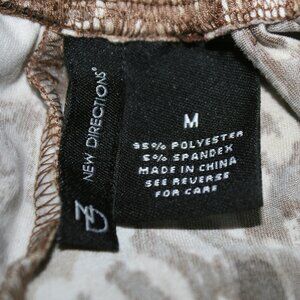 NEW DIRECTIONS®
ND
M
95% POLYESTER
5% SPANDEX
MADE IN CHINA
SEE REVERSE
FOR CARE